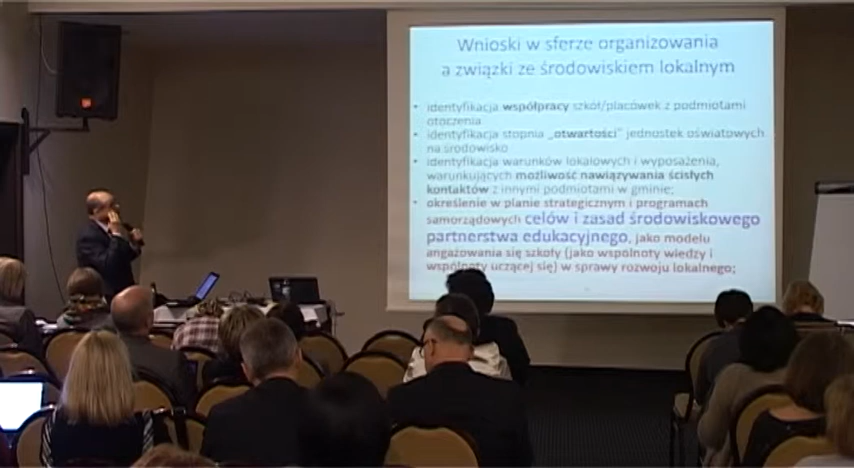 Wnioski w sferze organizowania
a związki ze środowiskiem lokalnym
• identyfikacja współpracy szkół/placówek z podmiotami
otoczenia
• identyfikacja stopnia „otwartości" jednostek oświatowych
na środowisko
• identyfikacja warunków lokalowych i wyposażenia,
warunkujących możliwość nawiązywania ścisłych
kontaktów z innymi podmiotami w gminie;
• określenie w planie strategicznym i programach
samorządowych celów i zasad środowiskowego
partnerstwa edukacyjnego, jako modelu
angażowania się szkoły (jako wspólnoty wiedzy i
wspólnoty uczącej się) w sprawy rozwoju lokalnego;